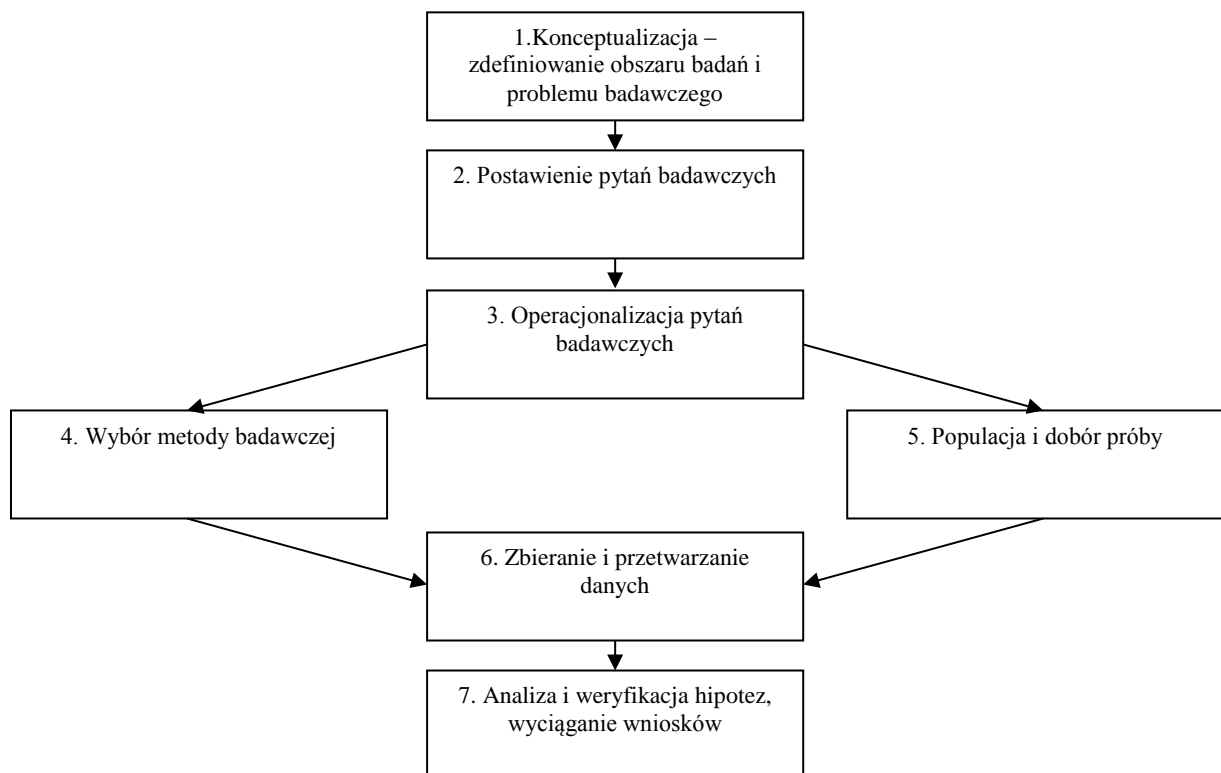 1.Konceptualizacja –
zdefiniowanie obszaru badań i
problemu badawczego
2. Postawienie pytań badawczych
3. Operacjonalizacja pytań
badawczych
4. Wybór metody badawczej
5. Populacja i dobór próby
6. Zbieranie i przetwarzanie
danych
7. Analiza i weryfikacja hipotez,
wyciąganie wniosków